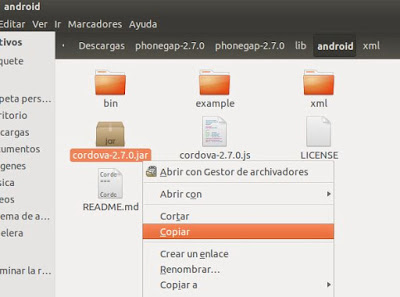 android
Editar Ver Ir Marcadores Ayuda
Descargas phonegap-2.7.0 phonegap-2.7.0 lib android xml
tivos
quete
peta pers...
ritorio
cargas
cumentos
genes
sica
eos
ema de a...
elera
minar la r...
bin example xml
jar
cordova-2.7.0.jar cordova-2.7.0.js LICENSE
README.md
Abrir con Gestor de archivadores
Abrir con
Cortar
Copiar
Crear un enlace
Renombrar...
Copiar a